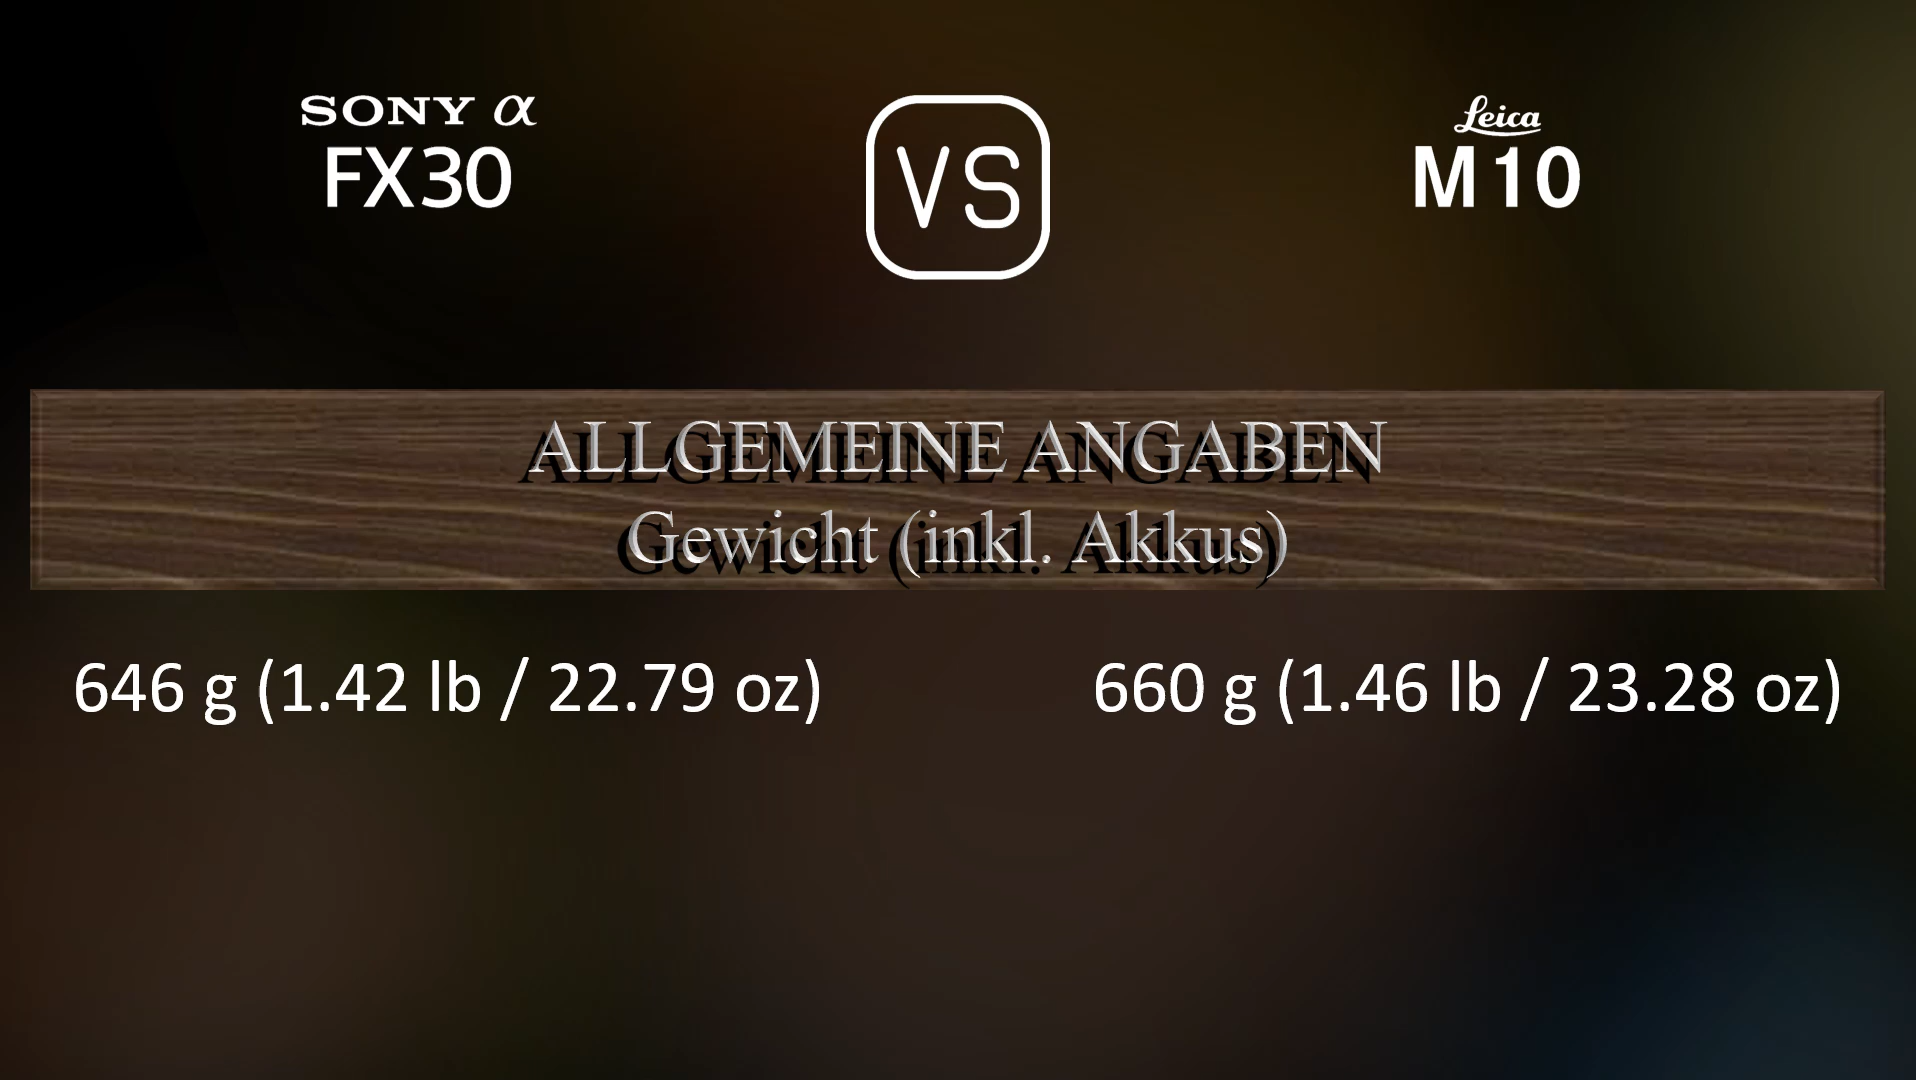 SONY α
FX30
VS
Leica
M10
ALLGEMEINE ANGABEN
Gewicht (inkl. Akkus)
646 g (1.42 lb / 22.79 oz)
660 g (1.46 lb / 23.28 oz)